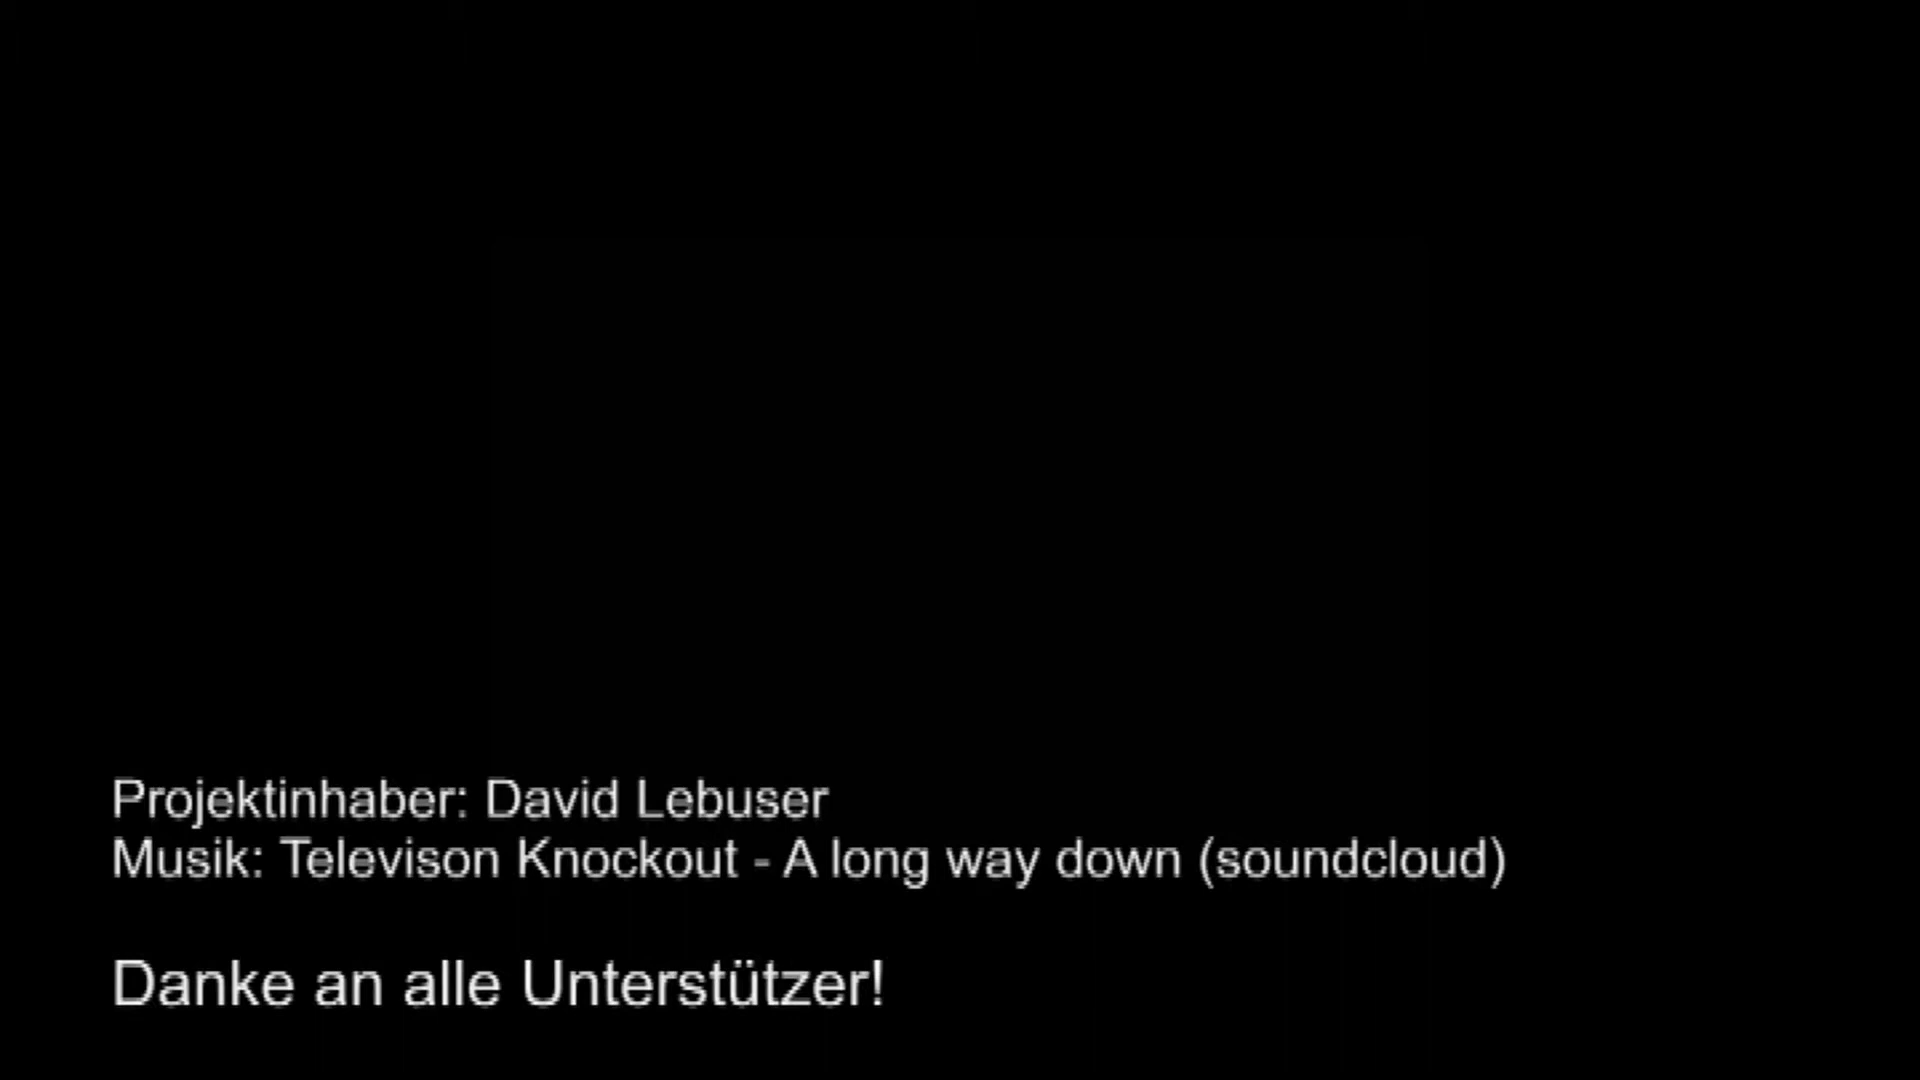 Projektinhaber: David Lebuser
Musik: Televison Knockout - A long way down (soundcloud)
Danke an alle Unterstützer!